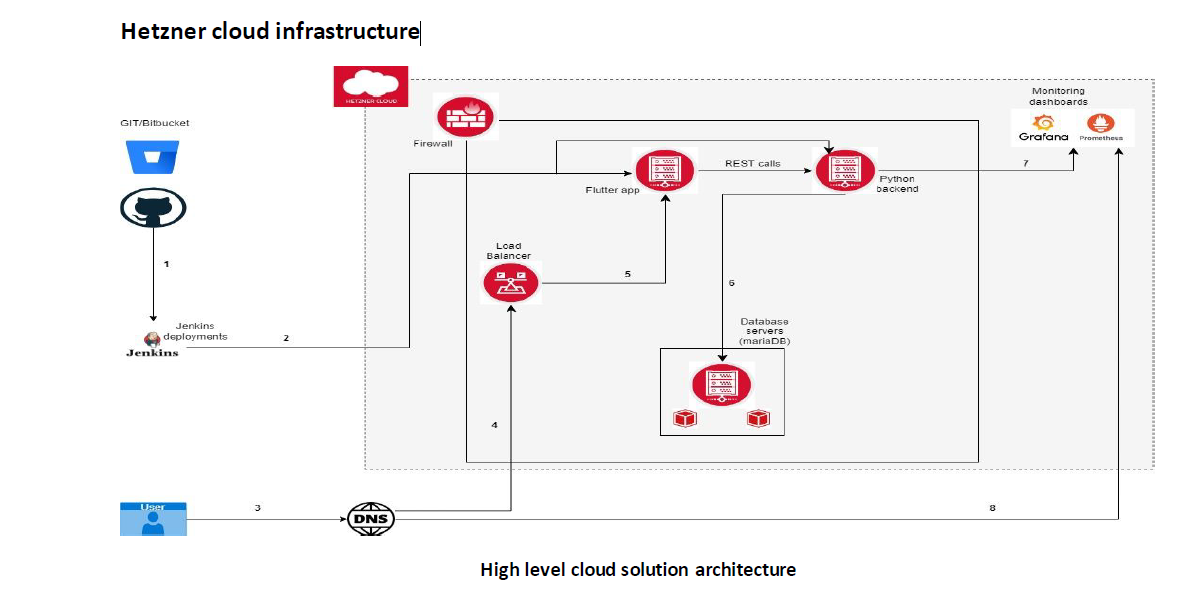 Hetzner cloud infrastructure
HETZNER CLOUD
Monitoring
dashboards
Grafana
Prometheus
GIT/Bitbucket
Firewall
REST calls
7
Flutter app
Python
backend
Load
Balancer
1
5
6
Jenkins
deployments
Jenkins
2
Database
servers
(mariaDB)
4
User
3
DNS
8
High level cloud solution architecture